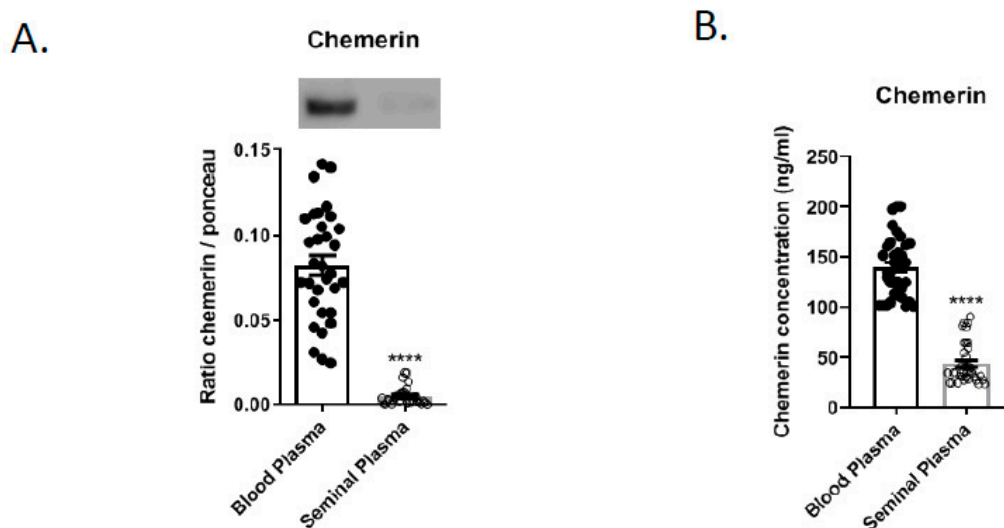 A.
Chemerin
Ratio chemerin / ponceau
0.15
0.10
0.05
0.00
****
Blood Plasma
Seminal Plasma
B.
Chemerin
Chemerin concentration (ng/ml)
250
200
150
100
50
0
****
Blood Plasma
Seminal Plasma